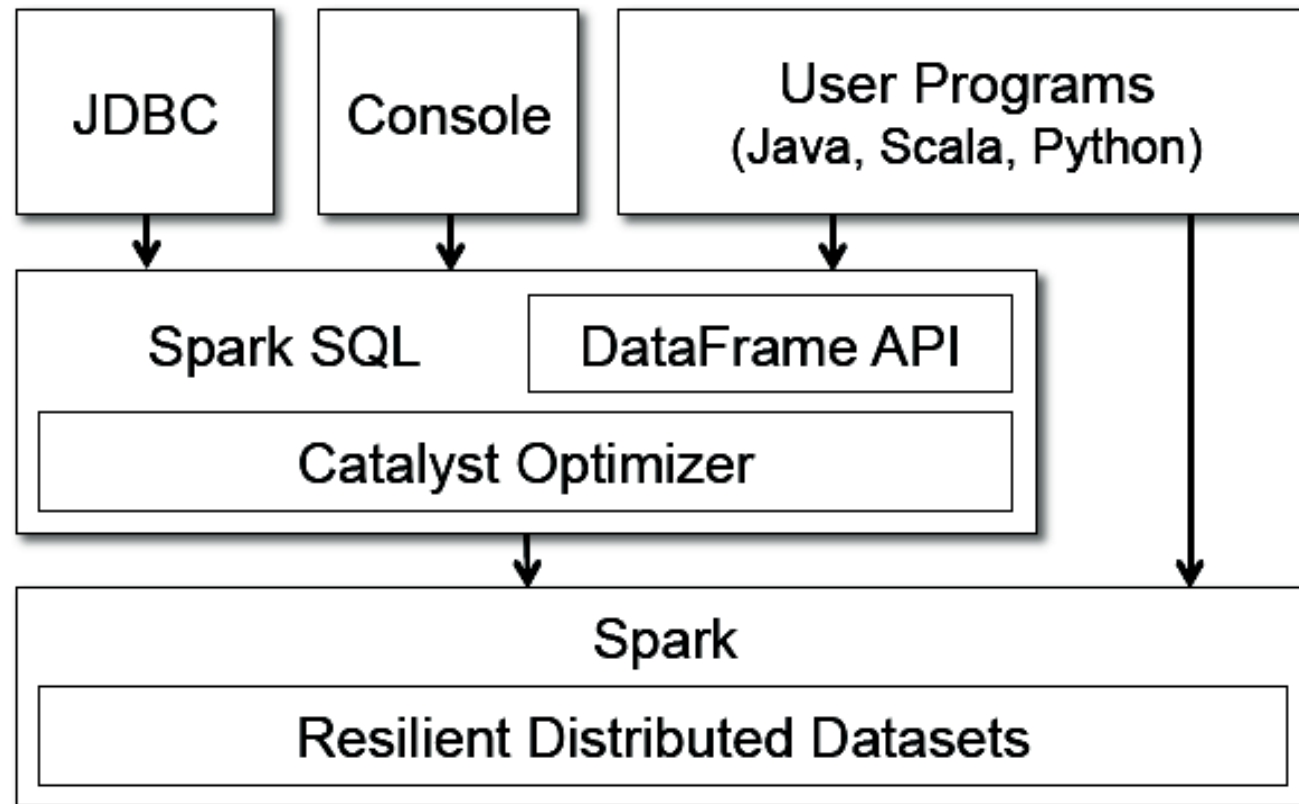 JDBC
Console
User Programs
(Java, Scala, Python)
Spark SQL
DataFrame API
Catalyst Optimizer
Spark
Resilient Distributed Datasets